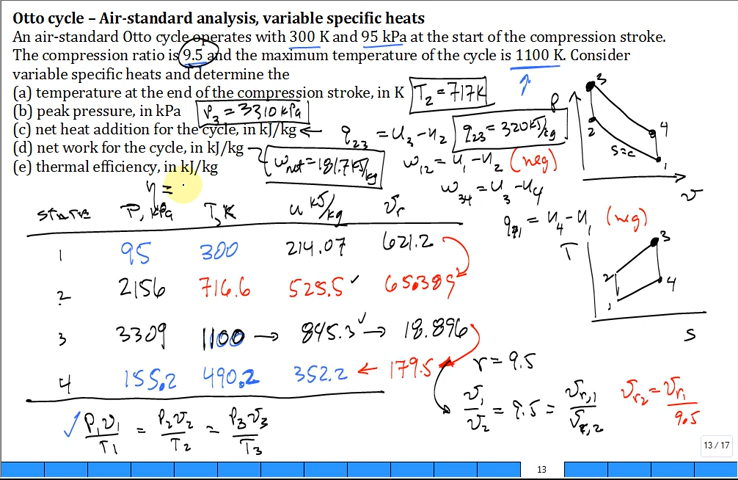 Otto cycle – Air-standard analysis, variable specific heats
An air-standard Otto cycle operates with 300 K and 95 kPa at the start of the compression stroke.
The compression ratio is 9.5 and the maximum temperature of the cycle is 1100 K. Consider
variable specific heats and determine the
(a) temperature at the end of the compression stroke, in K T₂ = 717K
(b) peak pressure, in kPa P₃ = 3310 kPa
(c) net heat addition for the cycle, in kJ/kg ← q₂₃ = u₃ - u₂ q₂₃ = 320 kJ/kg
(d) net work for the cycle, in kJ/kg wnet = 181.7 kJ/kg w₁₂ = u₁ - u₂ (neg)
(e) thermal efficiency, in kJ/kg w₃₄ = u₃ - u₄
η = q₄₁ = u₄ - u₁ (neg)
P 3 2 4 1 s=c v
T 3 2 4 1 s
state P, kPa T, K u kJ/kg vr
1 95 300 214.07 621.2
2 2156 716.6 525.5 ✓ 65.389
3 3309 1100 → 845.3 ✓ → 18.896
4 155.2 490.2 352.2 ← 179.5
r = 9.5
v₁/v₂ = 9.5 = vr,1/vr,2 vr2 = vr1/9.5
✓ P₁v₁/T₁ = P₂v₂/T₂ = P₃v₃/T₃
13 / 17
13